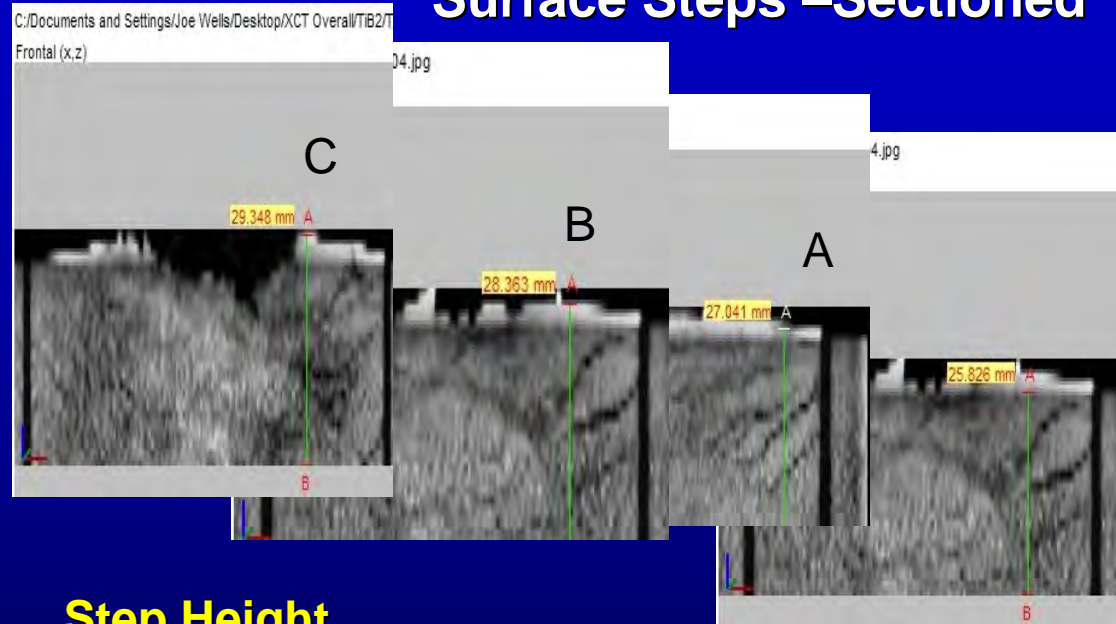 Surface Steps –Sectioned
C:/Documents and Settings/Joe Wells/Desktop/XCT Overall/TiB2/T
Frontal (x,z)
04.jpg
4.jpg
C
B
A
29.348 mm A
28.363 mm A
27.041 mm A
25.826 mm A
B
B
Step Height